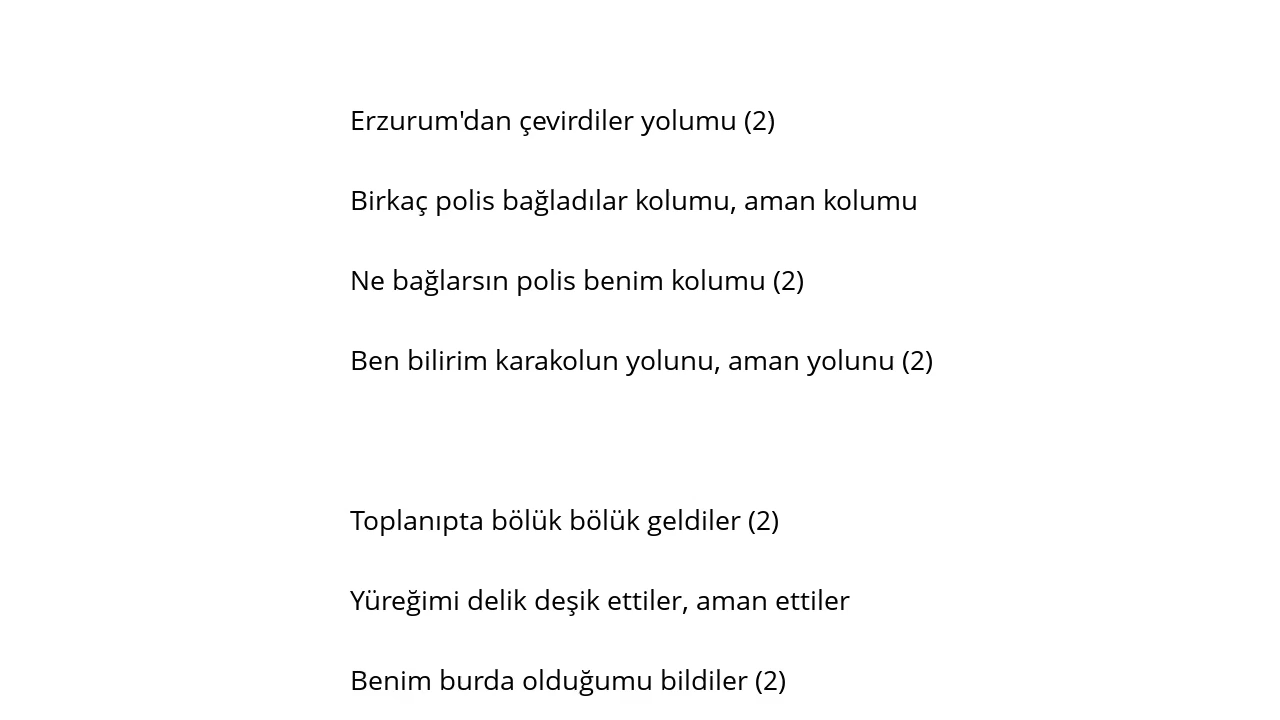 Erzurum'dan çevirdiler yolumu (2)
Birkaç polis bağladılar kolumu, aman kolumu
Ne bağlarsın polis benim kolumu (2)
Ben bilirim karakolun yolunu, aman yolunu (2)
Toplanıpta bölük bölük geldiler (2)
Yüreğimi delik deşik ettiler, aman ettiler
Benim burda olduğumu bildiler (2)